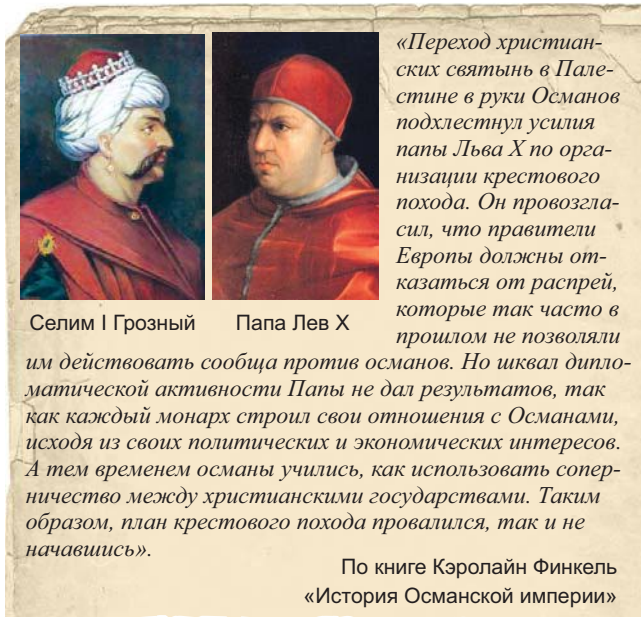 «Переход христиан-
ских святынь в Пале-
стине в руки Османов
подхлестнул усилия
папы Льва X по орга-
низации крестового
похода. Он провозгла-
сил, что правители
Европы должны от-
казаться от распрей,
которые так часто в
прошлом не позволяли
Селим I Грозный
Папа Лев X
им действовать сообща против османов. Но шквал дипло-
матической активности Папы не дал результатов, так
как каждый монарх строил свои отношения с Османами,
исходя из своих политических и экономических интересов.
А тем временем османы учились, как использовать сопер-
ничество между христианскими государствами. Таким
образом, план крестового похода провалился, так и не
начавшись».
По книге Кэролайн Финкель
«История Османской империи»